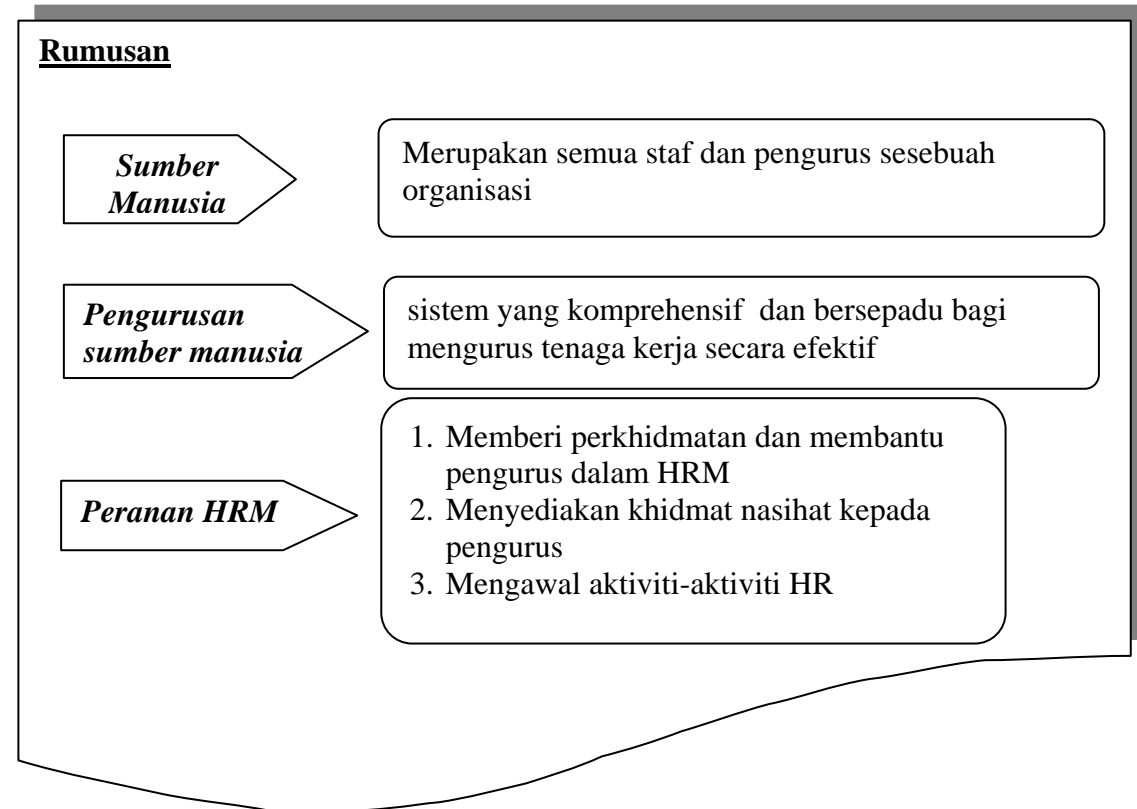 Rumusan
Sumber
Manusia
Merupakan semua staf dan pengurus sesebuah
organisasi
Pengurusan
sumber manusia
sistem yang komprehensif  dan bersepadu bagi
mengurus tenaga kerja secara efektif
Peranan HRM
1. Memberi perkhidmatan dan membantu
pengurus dalam HRM
2. Menyediakan khidmat nasihat kepada
pengurus
3. Mengawal aktiviti-aktiviti HR